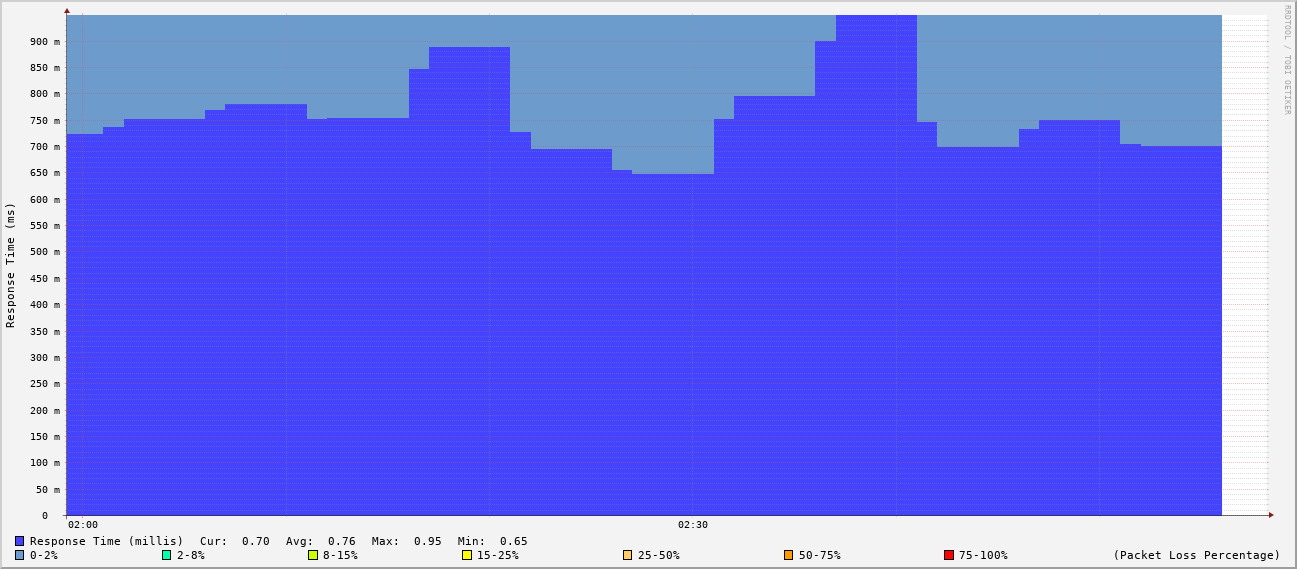 RRDTOOL / TOBI OETIKER
Response Time (ms)
900 m
850 m
800 m
750 m
700 m
650 m
600 m
550 m
500 m
450 m
400 m
350 m
300 m
250 m
200 m
150 m
100 m
50 m
0
02:00 02:30
Response Time (millis) Cur: 0.70 Avg: 0.76 Max: 0.95 Min: 0.65
0-2% 2-8% 8-15% 15-25% 25-50% 50-75% 75-100% (Packet Loss Percentage)